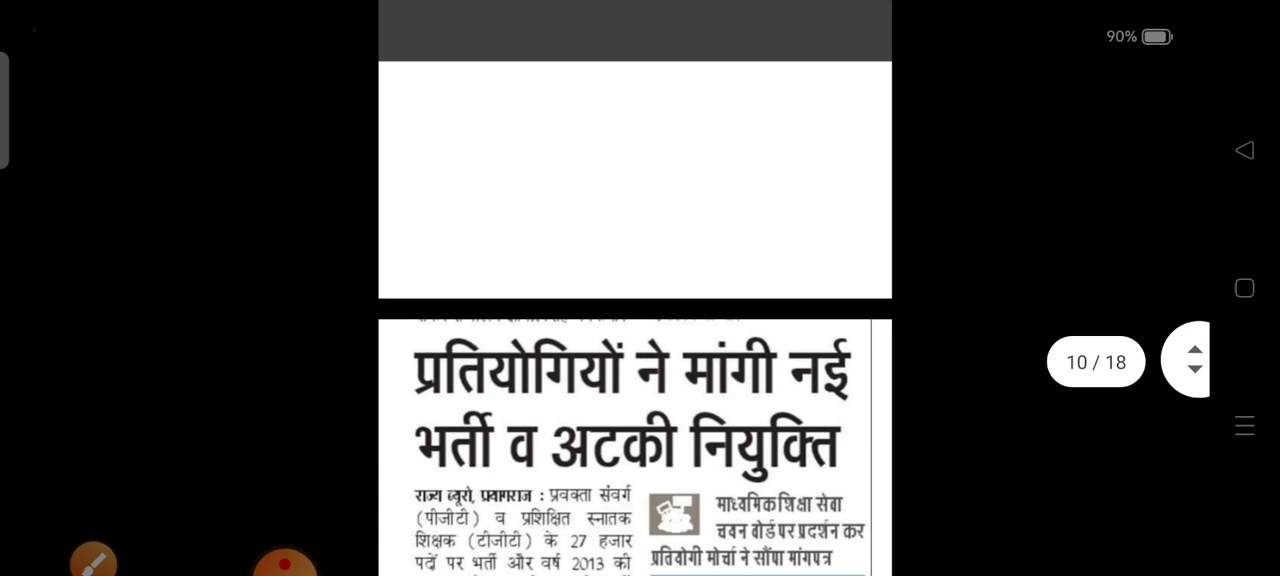 90%
10 / 18
प्रतियोगियों ने मांगी नई
भर्ती व अटकी नियुक्ति
राज्य ब्यूरो, प्रयागराज : प्रवक्ता संवर्ग
(पीजीटी) व प्रशिक्षित स्नातक
शिक्षक (टीजीटी) के 27 हजार
पदों पर भर्ती और वर्ष 2013 की
माध्यमिक शिक्षा सेवा
चयन बोर्ड पर प्रदर्शन कर
प्रतियोगी मोर्चा ने सौंपा मांगपत्र